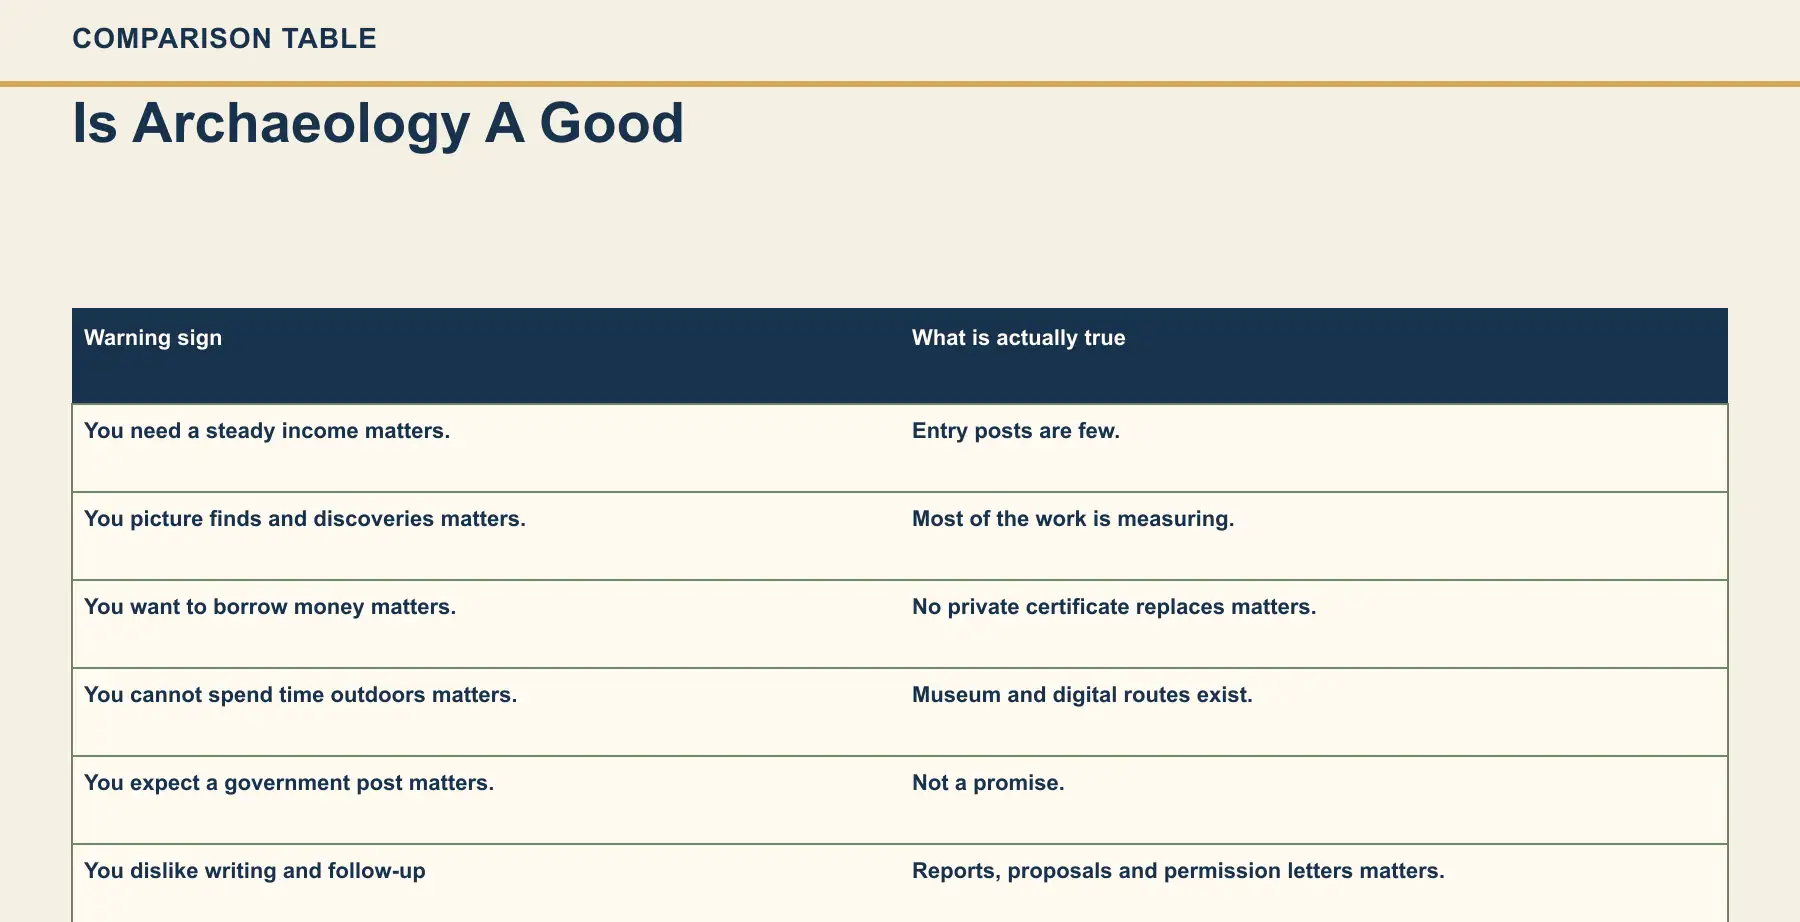 COMPARISON TABLE
Is Archaeology A Good
Warning sign
What is actually true
You need a steady income matters.
Entry posts are few.
You picture finds and discoveries matters.
Most of the work is measuring.
You want to borrow money matters.
No private certificate replaces matters.
You cannot spend time outdoors matters.
Museum and digital routes exist.
You expect a government post matters.
Not a promise.
You dislike writing and follow-up
Reports, proposals and permission letters matters.